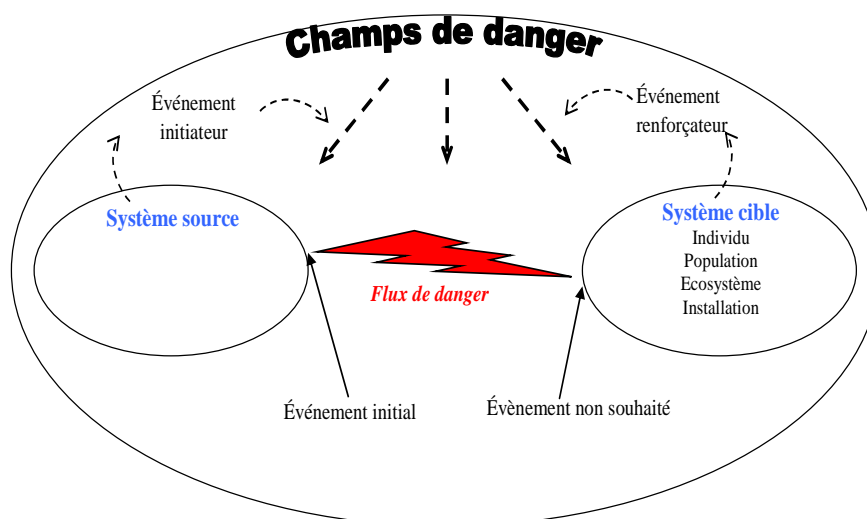 Champs de danger
Événement
initiateur
Événement
renforçateur
Système source
Système cible
Individu
Population
Ecosystème
Installation
Flux de danger
Événement initial
Évènement non souhaité